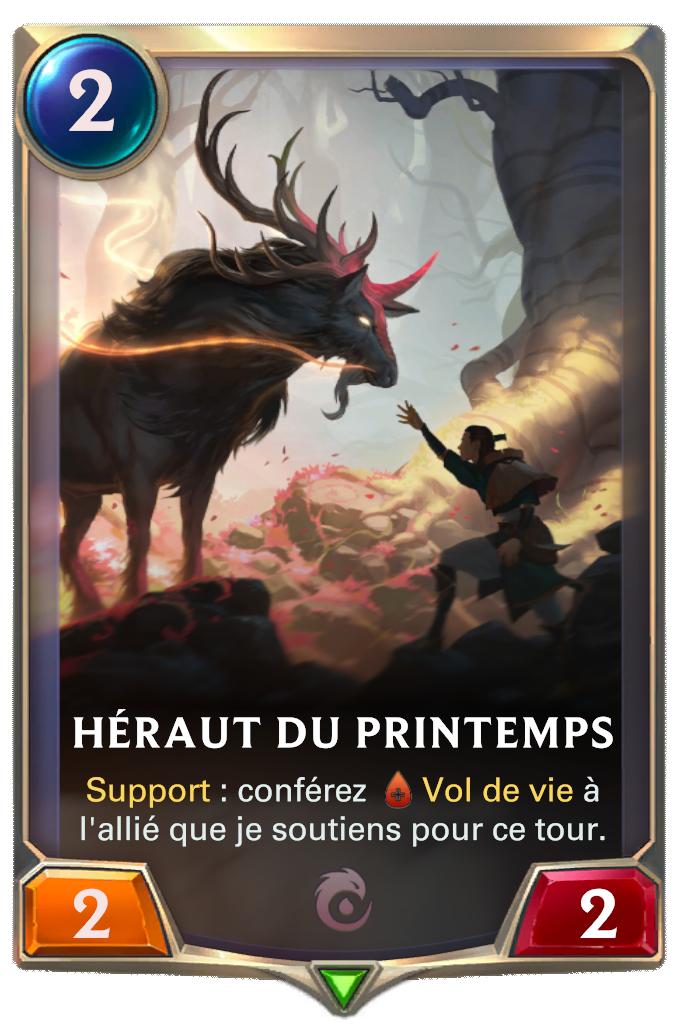 2
HÉRAUT DU PRINTEMPS
Support : conférez Vol de vie à
l'allié que je soutiens pour ce tour.
2
2